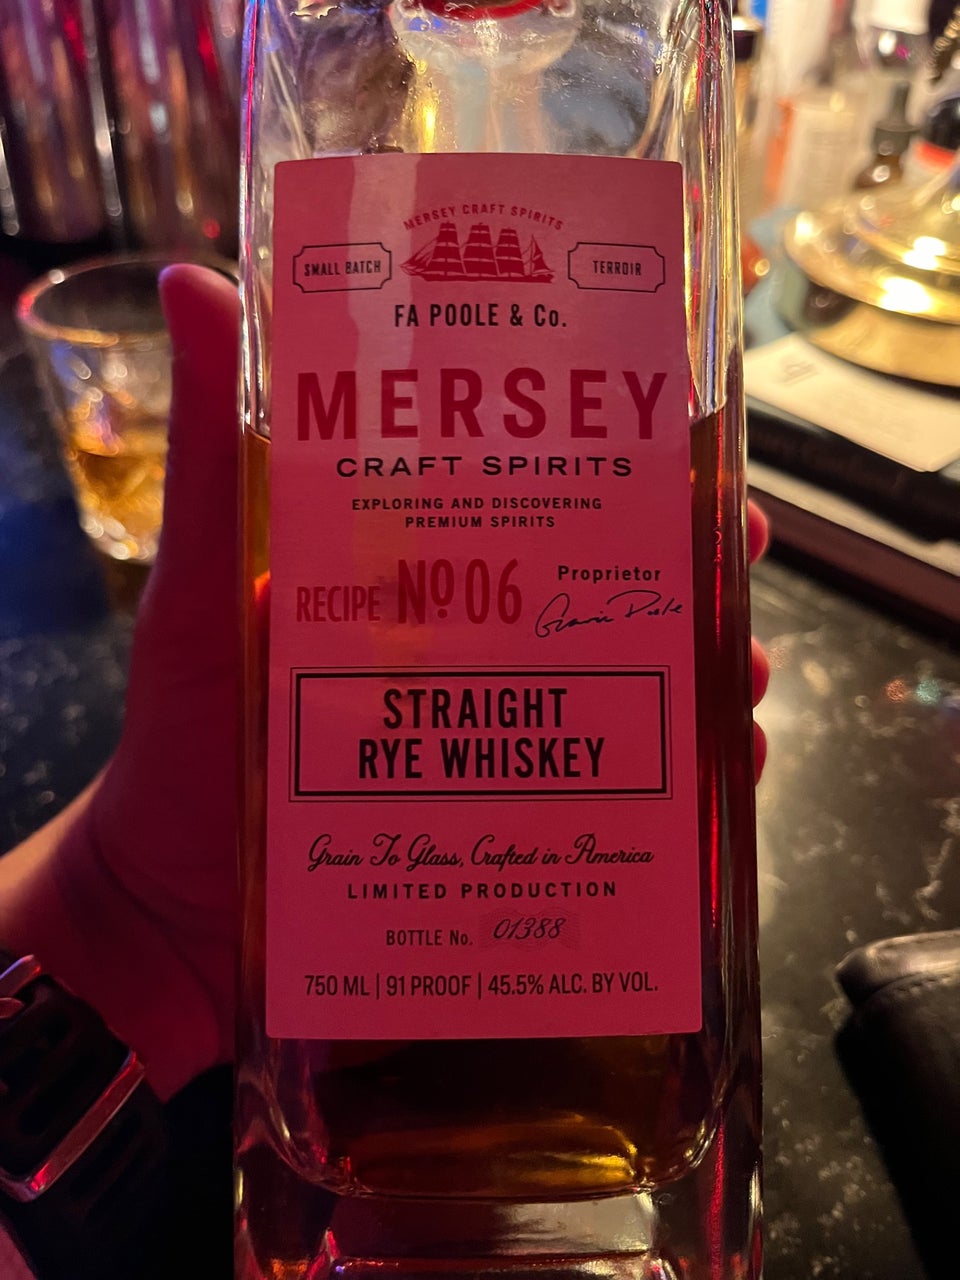 MERSEY CRAFT SPIRITS
SMALL BATCH
TERROIR
FA POOLE & Co.
MERSEY
CRAFT SPIRITS
EXPLORING AND DISCOVERING
PREMIUM SPIRITS
RECIPE Nº 06
Proprietor
STRAIGHT
RYE WHISKEY
Grain To Glass, Crafted in America
LIMITED PRODUCTION
BOTTLE No. 01388
750 ML | 91 PROOF | 45.5% ALC. BY VOL.